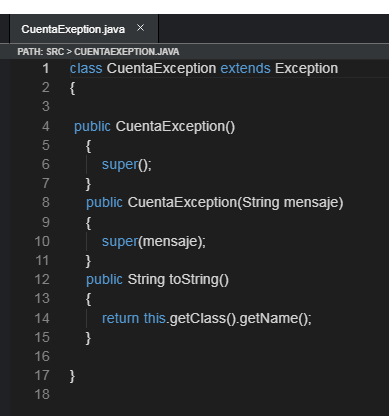 CuentaExeption.java ×
PATH: SRC > CUENTAEXEPTION.JAVA
1 class CuentaException extends Exception
2 {
3
4 public CuentaException()
5 {
6 super();
7 }
8 public CuentaException(String mensaje)
9 {
10 super(mensaje);
11 }
12 public String toString()
13 {
14 return this.getClass().getName();
15 }
16
17 }
18